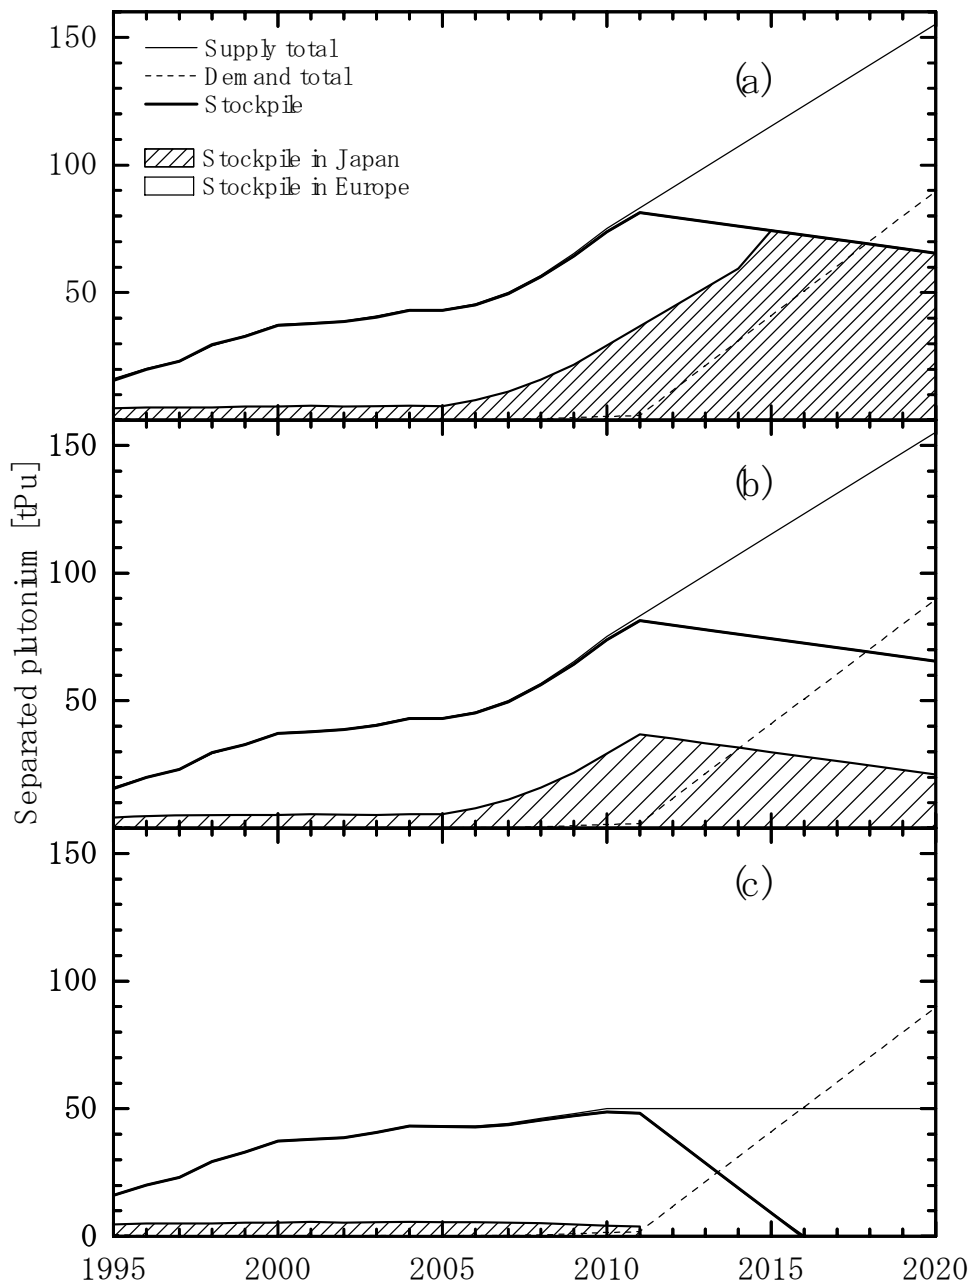 150
100
50
Supply total
Demand total
Stockpile
Stockpile in Japan
Stockpile in Europe
(a)
Separated plutonium [tPu]
150
100
50
(b)
150
100
50
0
(c)
1995 2000 2005 2010 2015 2020